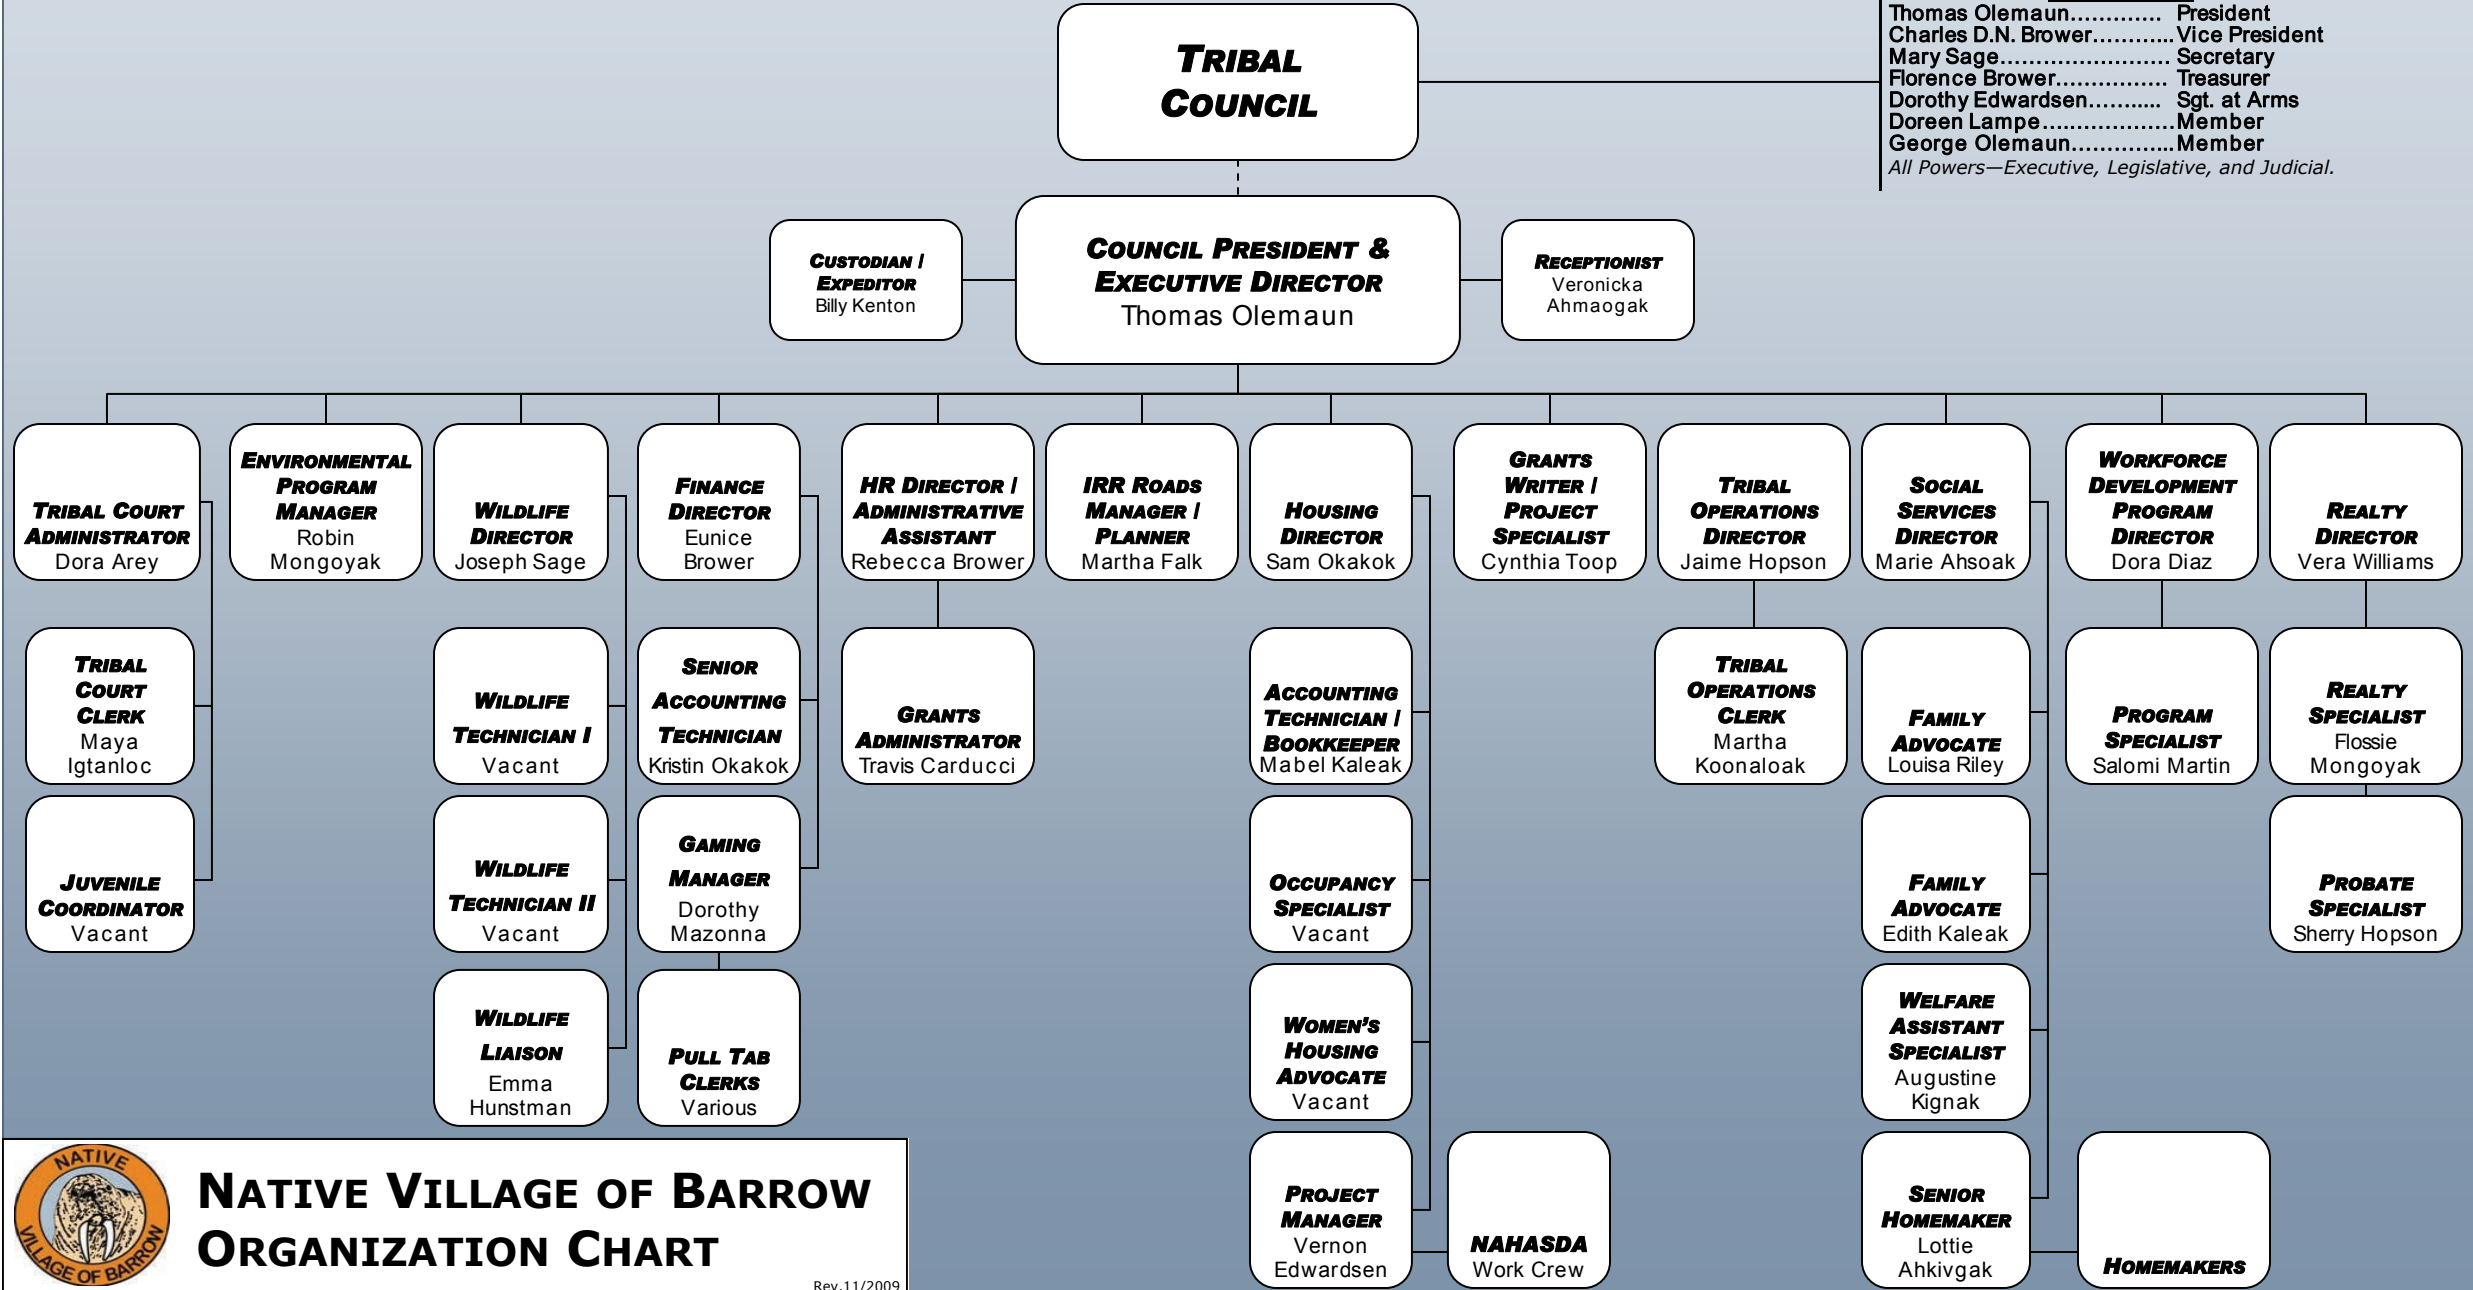 TRIBAL
COUNCIL
Thomas Olemaun............. President
Charles D.N. Brower............Vice President
Mary Sage......................... Secretary
Florence Brower................ Treasurer
Dorothy Edwardsen........... Sgt. at Arms
Doreen Lampe...................Member
George Olemaun...............Member
All Powers—Executive, Legislative, and Judicial.
CUSTODIAN /
EXPEDITOR
Billy Kenton
COUNCIL PRESIDENT &
EXECUTIVE DIRECTOR
Thomas Olemaun
RECEPTIONIST
Veronicka
Ahmaogak
TRIBAL COURT
ADMINISTRATOR
Dora Arey
ENVIRONMENTAL
PROGRAM
MANAGER
Robin
Mongoyak
WILDLIFE
DIRECTOR
Joseph Sage
FINANCE
DIRECTOR
Eunice
Brower
HR DIRECTOR /
ADMINISTRATIVE
ASSISTANT
Rebecca Brower
IRR ROADS
MANAGER /
PLANNER
Martha Falk
HOUSING
DIRECTOR
Sam Okakok
GRANTS
WRITER /
PROJECT
SPECIALIST
Cynthia Toop
TRIBAL
OPERATIONS
DIRECTOR
Jaime Hopson
SOCIAL
SERVICES
DIRECTOR
Marie Ahsoak
WORKFORCE
DEVELOPMENT
PROGRAM
DIRECTOR
Dora Diaz
REALTY
DIRECTOR
Vera Williams
TRIBAL
COURT
CLERK
Maya
Igtanloc
WILDLIFE
TECHNICIAN I
Vacant
SENIOR
ACCOUNTING
TECHNICIAN
Kristin Okakok
GRANTS
ADMINISTRATOR
Travis Carducci
ACCOUNTING
TECHNICIAN /
BOOKKEEPER
Mabel Kaleak
TRIBAL
OPERATIONS
CLERK
Martha
Koonaloak
FAMILY
ADVOCATE
Louisa Riley
PROGRAM
SPECIALIST
Salomi Martin
REALTY
SPECIALIST
Flossie
Mongoyak
JUVENILE
COORDINATOR
Vacant
WILDLIFE
TECHNICIAN II
Vacant
GAMING
MANAGER
Dorothy
Mazonna
OCCUPANCY
SPECIALIST
Vacant
FAMILY
ADVOCATE
Edith Kaleak
PROBATE
SPECIALIST
Sherry Hopson
WILDLIFE
LIAISON
Emma
Hunstman
PULL TAB
CLERKS
Various
WOMEN'S
HOUSING
ADVOCATE
Vacant
WELFARE
ASSISTANT
SPECIALIST
Augustine
Kignak
PROJECT
MANAGER
Vernon
Edwardsen
NAHASDA
Work Crew
SENIOR
HOMEMAKER
Lottie
Ahkivgak
HOMEMAKERS
NATIVE
VILLAGE OF BARROW
NATIVE VILLAGE OF BARROW
ORGANIZATION CHART
Rev.11/2009